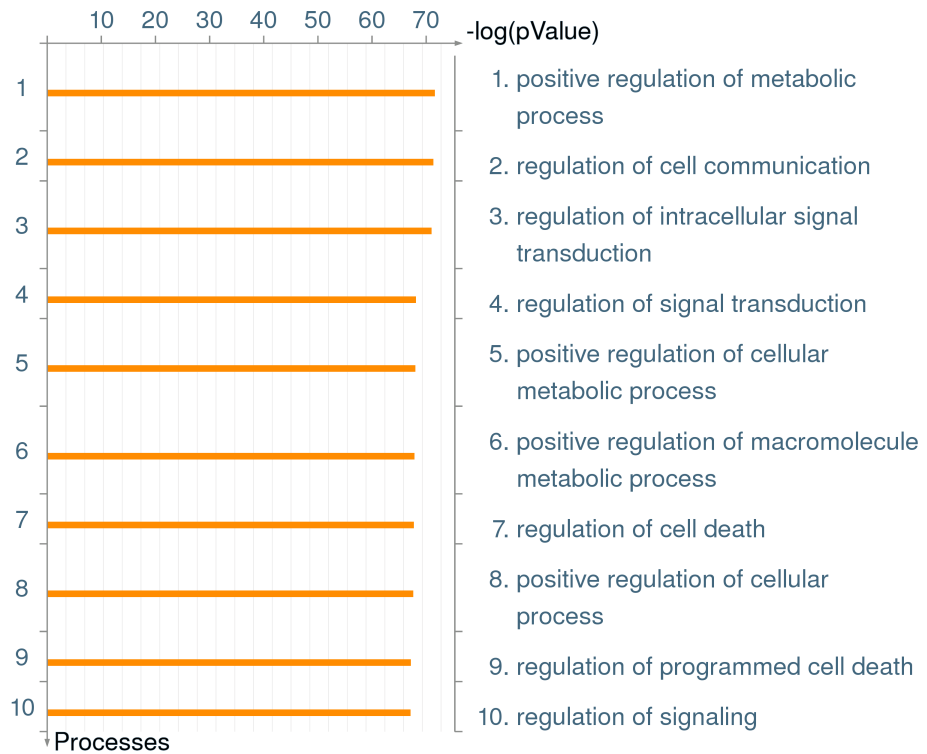 10 20 30 40 50 60 70
-log(pValue)
1
2
3
4
5
6
7
8
9
10
Processes
1. positive regulation of metabolic
process
2. regulation of cell communication
3. regulation of intracellular signal
transduction
4. regulation of signal transduction
5. positive regulation of cellular
metabolic process
6. positive regulation of macromolecule
metabolic process
7. regulation of cell death
8. positive regulation of cellular
process
9. regulation of programmed cell death
10. regulation of signaling